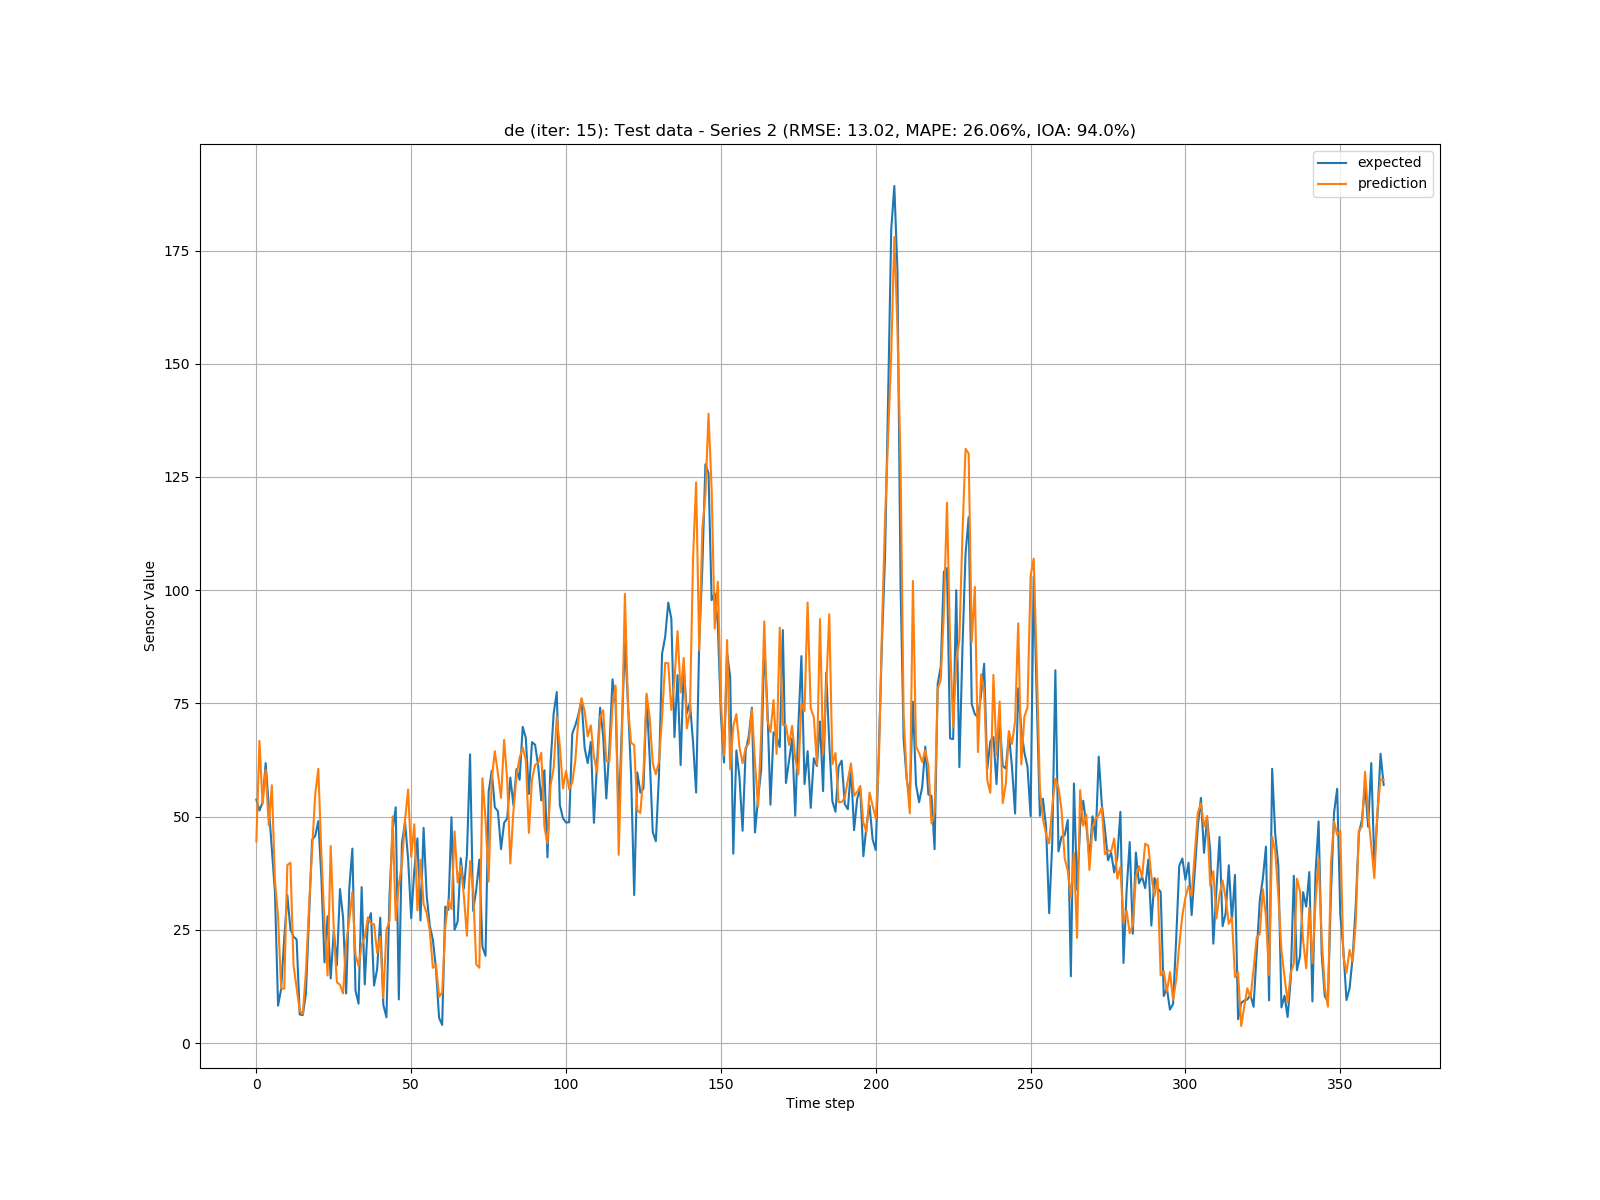 de (iter: 15): Test data - Series 2 (RMSE: 13.02, MAPE: 26.06%, IOA: 94.0%)
expected
prediction
175
150
125
100
75
50
25
0
Sensor Value
0 50 100 150 200 250 300 350
Time step